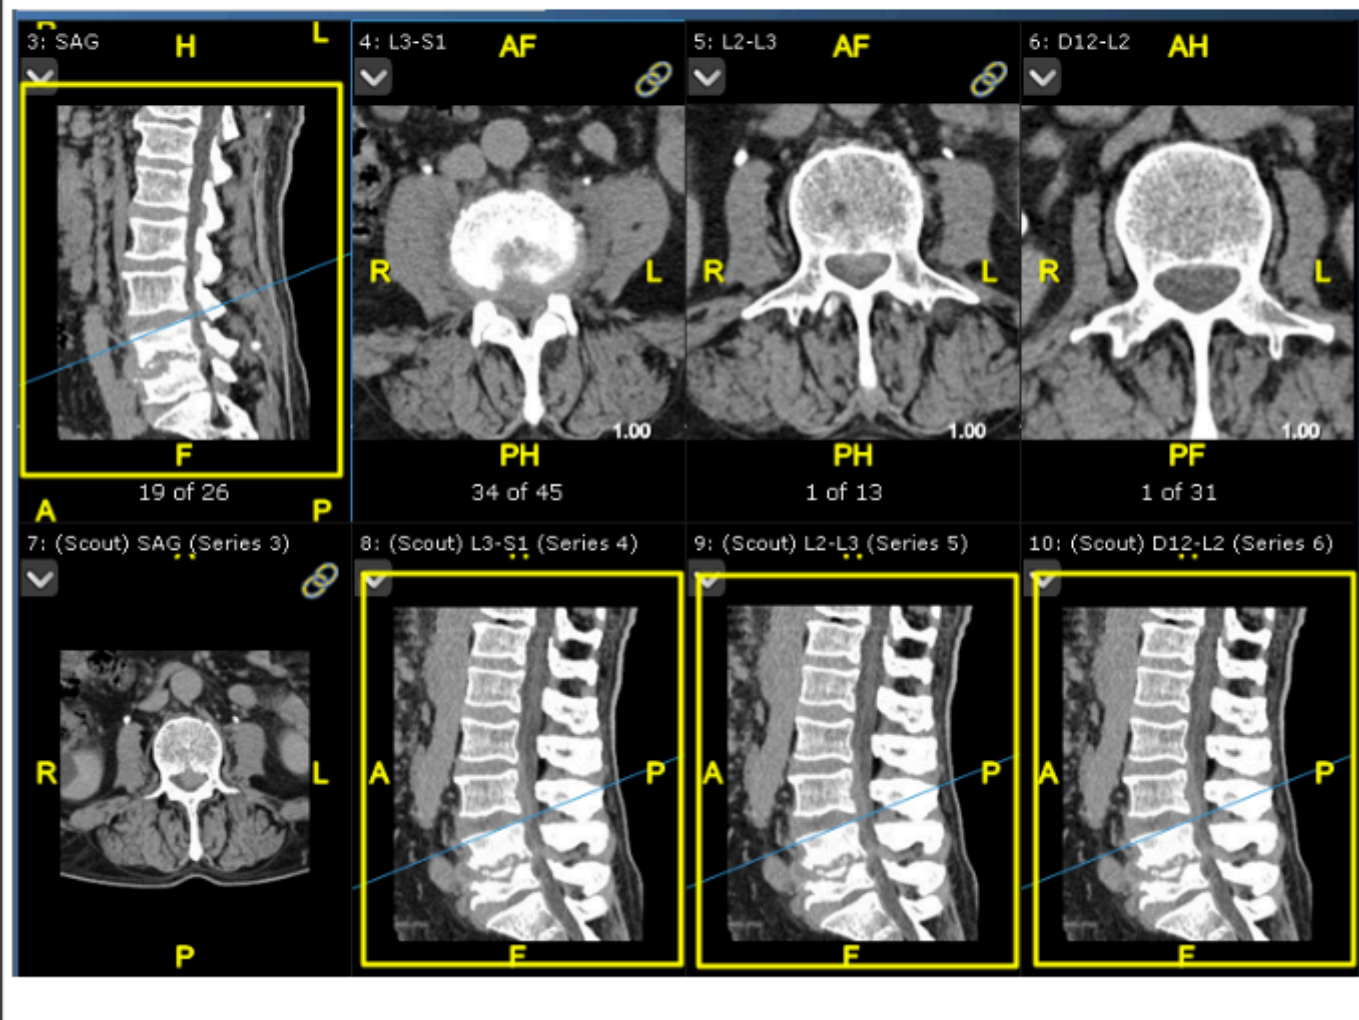 R
L
3: SAG
H
4: L3-S1
AF
5: L2-L3
AF
6: D12-L2
AH
R
L
R
L
R
L
1.00
1.00
1.00
F
PH
PH
PF
19 of 26
34 of 45
1 of 13
1 of 31
A
P
7: (Scout) SAG (Series 3)
8: (Scout) L3-S1 (Series 4)
9: (Scout) L2-L3 (Series 5)
10: (Scout) D12-L2 (Series 6)
R
L
A
P
A
P
A
P
P
F
F
F